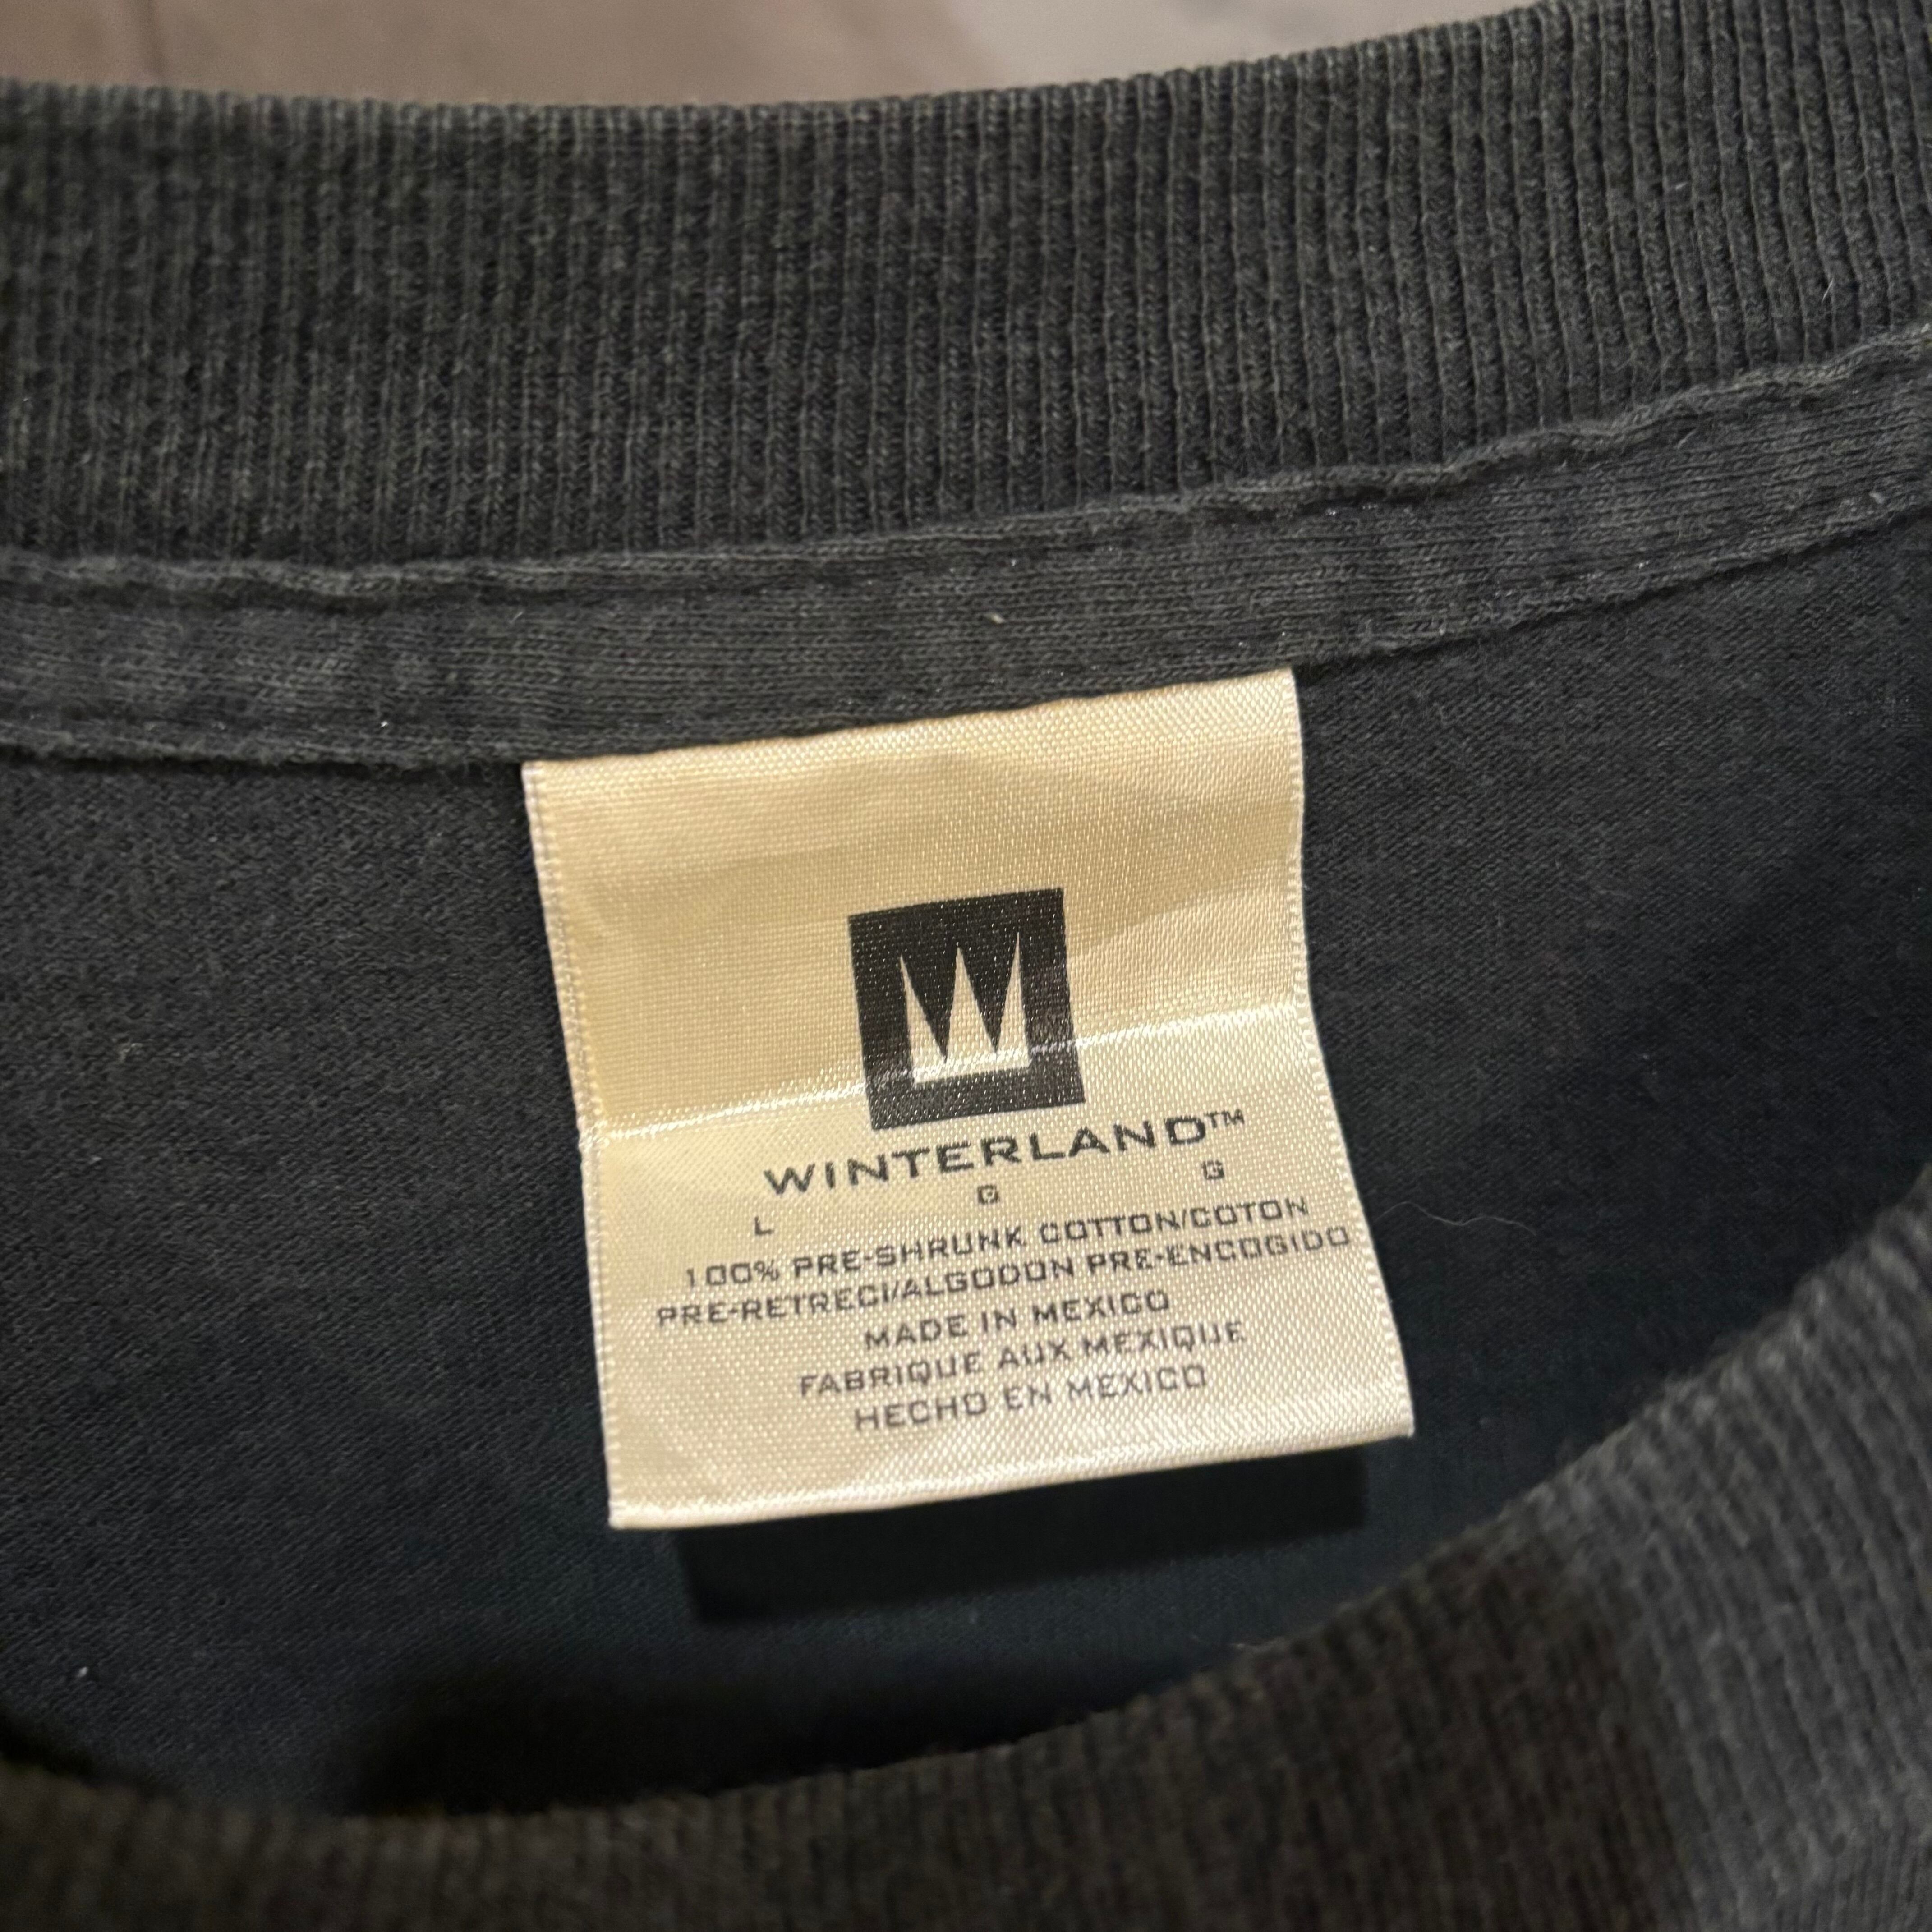 W
WINTERLAND™
L G G
100% PRE-SHRUNK COTTON/COTON
PRE-RETRECI/ALGODON PRE-ENCOGIDO
MADE IN MEXICO
FABRIQUE AUX MEXIQUE
HECHO EN MEXICO